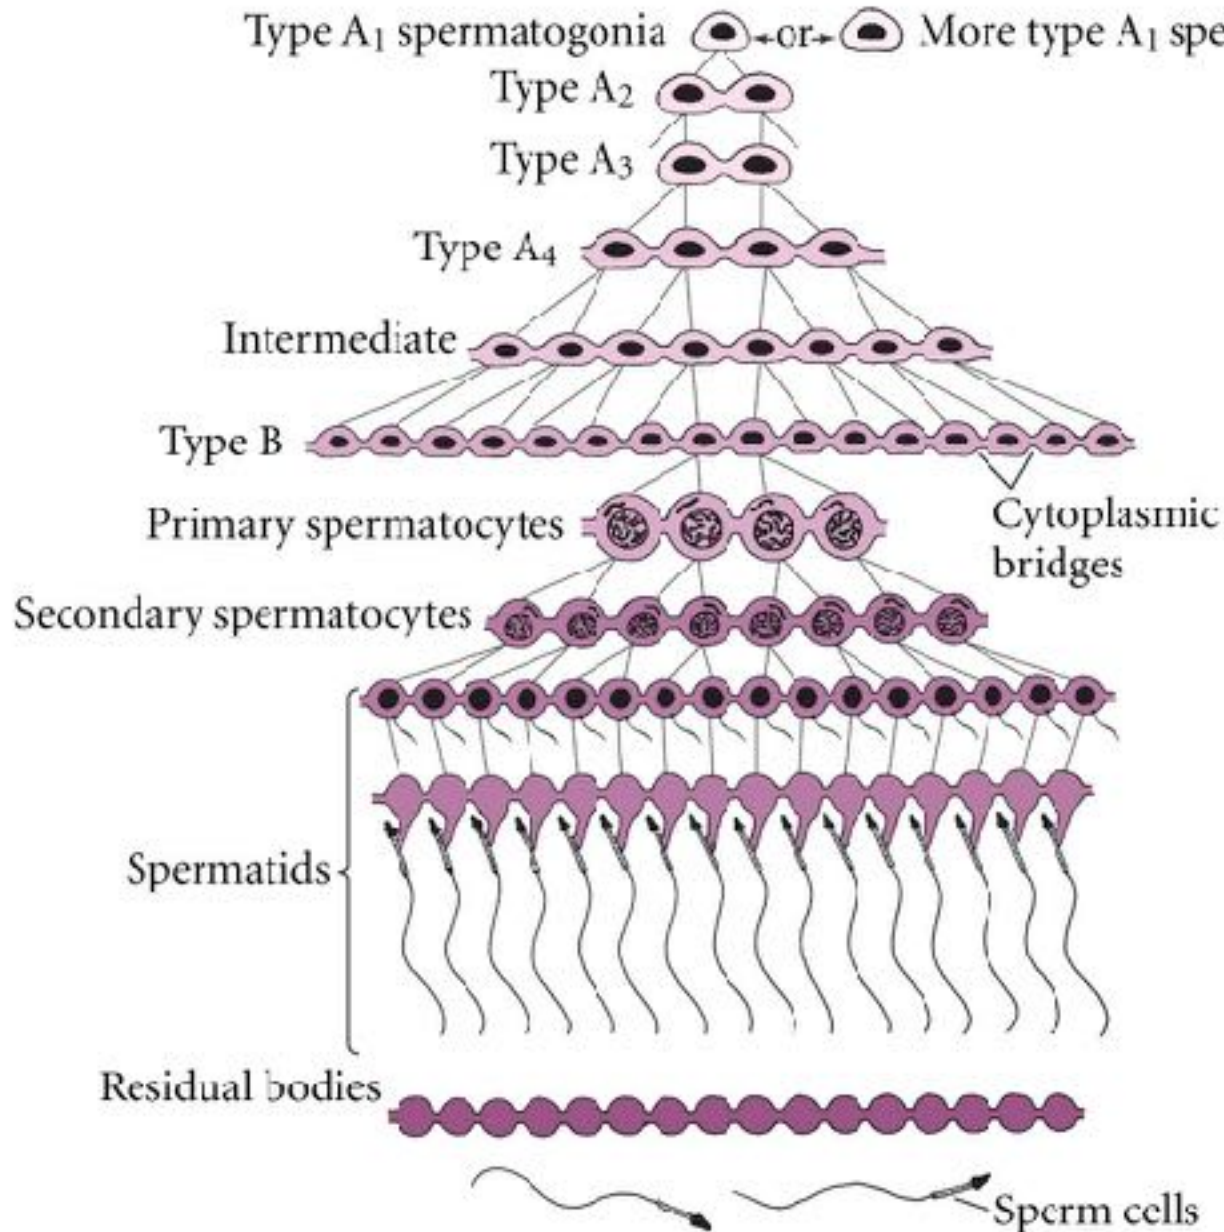 Type A₁ spermatogonia or More type A₁ spe
Type A₂
Type A₃
Type A₄
Intermediate
Type B
Primary spermatocytes
Cytoplasmic
bridges
Secondary spermatocytes
Spermatids
Residual bodies
Sperm cells